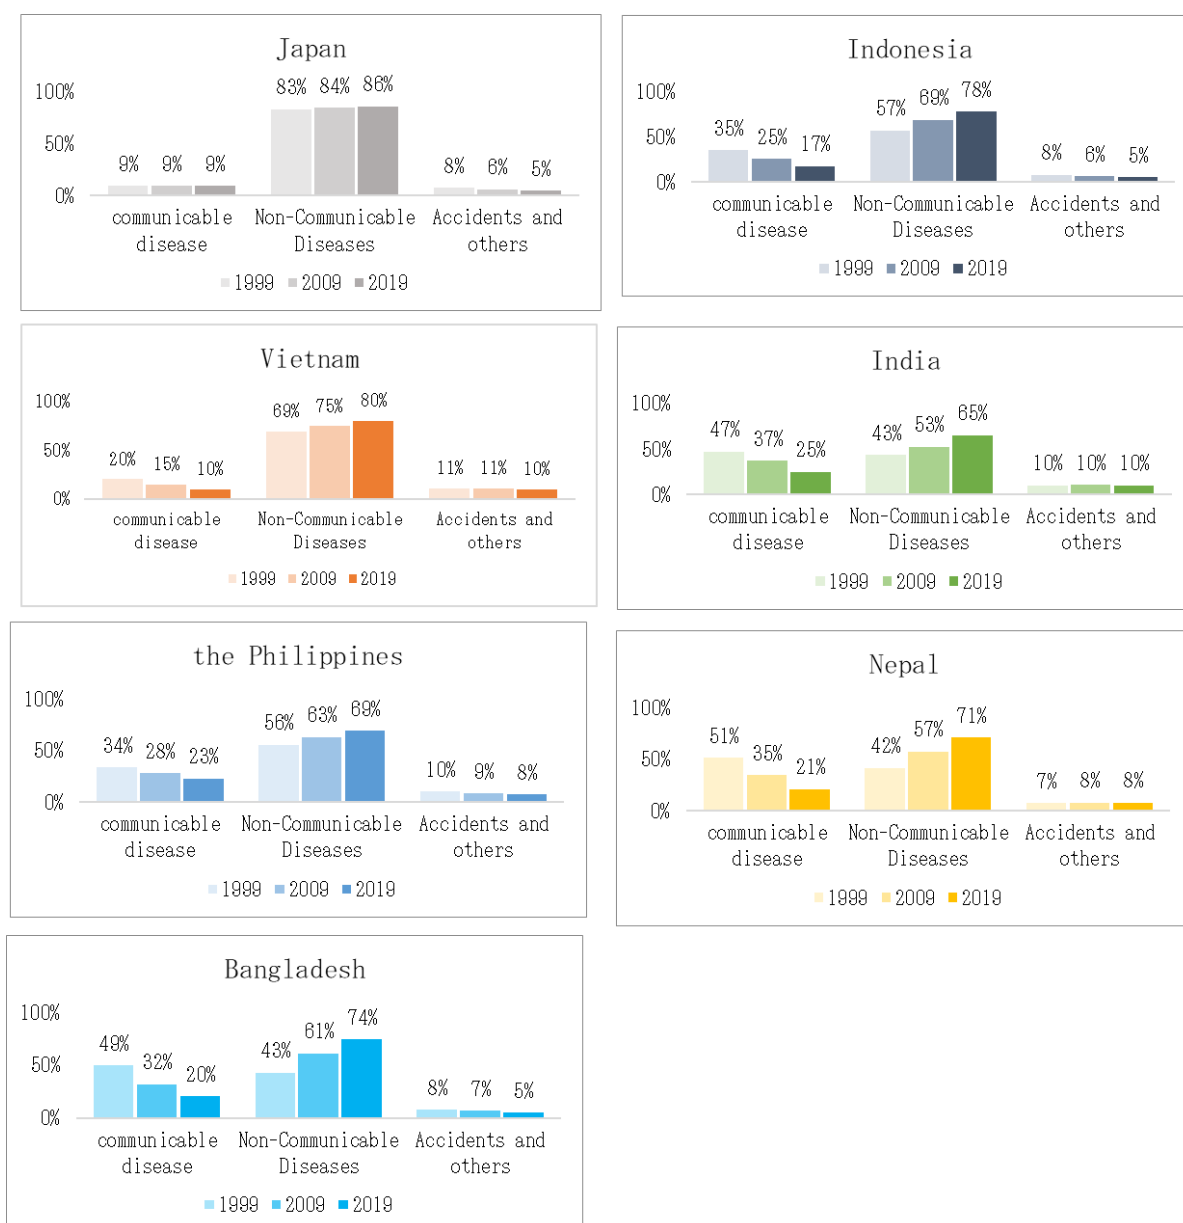 Japan
100%
50%
0%
9% 9% 9%
83% 84% 86%
8% 6% 5%
communicable Non-Communicable Accidents and
disease Diseases others
1999 2009 2019
Indonesia
100%
50%
0%
35% 25% 17%
57% 69% 78%
8% 6% 5%
communicable Non-Communicable Accidents and
disease Diseases others
1999 2009 2019
Vietnam
100%
50%
0%
20% 15% 10%
69% 75% 80%
11% 11% 10%
communicable Non-Communicable Accidents and
disease Diseases others
1999 2009 2019
India
100%
50%
0%
47% 37% 25%
43% 53% 65%
10% 10% 10%
communicable Non-Communicable Accidents and
disease Diseases others
1999 2009 2019
the Philippines
100%
50%
0%
34% 28% 23%
56% 63% 69%
10% 9% 8%
communicable Non-Communicable Accidents and
disease Diseases others
1999 2009 2019
Nepal
100%
50%
0%
51% 35% 21%
42% 57% 71%
7% 8% 8%
communicable Non-Communicable Accidents and
disease Diseases others
1999 2009 2019
Bangladesh
100%
50%
0%
49% 32% 20%
43% 61% 74%
8% 7% 5%
communicable Non-Communicable Accidents and
disease Diseases others
1999 2009 2019